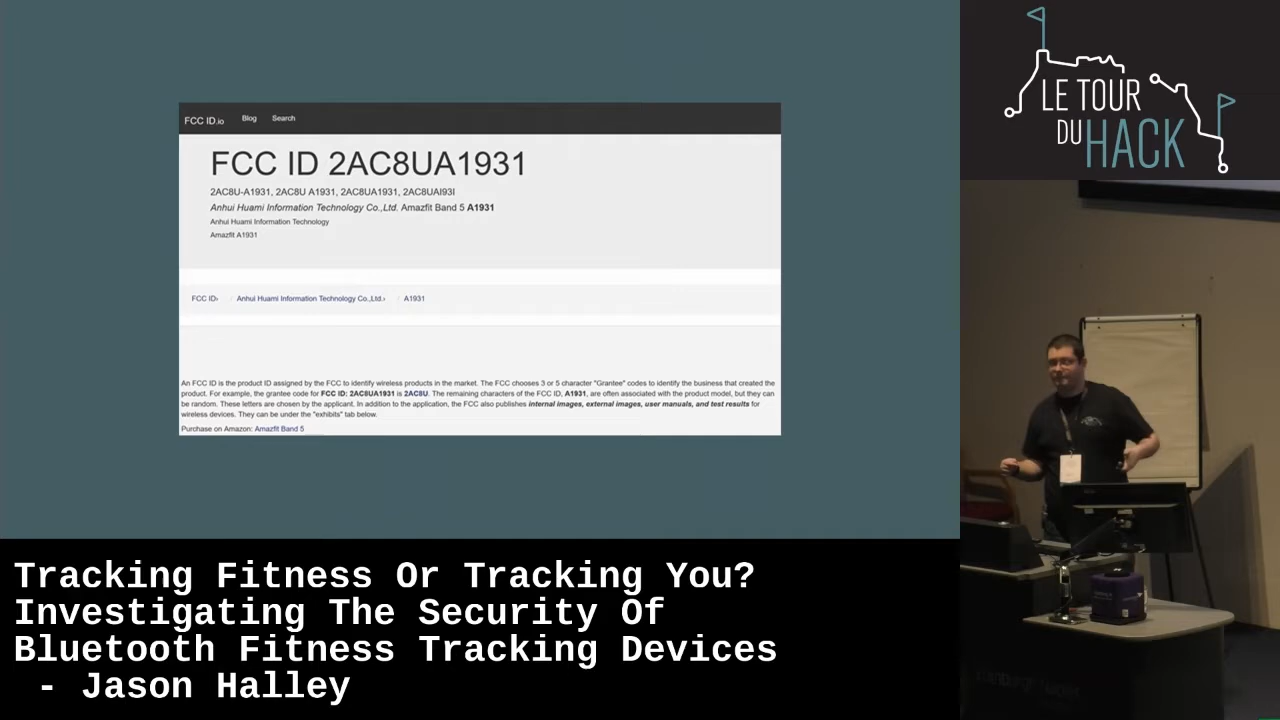 FCC ID.io Blog Search
FCC ID 2AC8UA1931
2AC8U-A1931, 2AC8U A1931, 2AC8UA1931, 2AC8UAI93I
Anhui Huami Information Technology Co.,Ltd. Amazfit Band 5 A1931
Anhui Huami Information Technology
Amazfit A1931
FCC ID› / Anhui Huami Information Technology Co.,Ltd.› / A1931
An FCC ID is the product ID assigned by the FCC to identify wireless products in the market. The FCC chooses 3 or 5 character "Grantee" codes to identify the business that created the
product. For example, the grantee code for FCC ID: 2AC8UA1931 is 2AC8U. The remaining characters of the FCC ID, A1931, are often associated with the product model, but they can
be random. These letters are chosen by the applicant. In addition to the application, the FCC also publishes internal images, external images, user manuals, and test results for
wireless devices. They can be under the "exhibits" tab below.
Purchase on Amazon: Amazfit Band 5
LE TOUR
DU HACK
Tracking Fitness Or Tracking You?
Investigating The Security Of
Bluetooth Fitness Tracking Devices
- Jason Halley